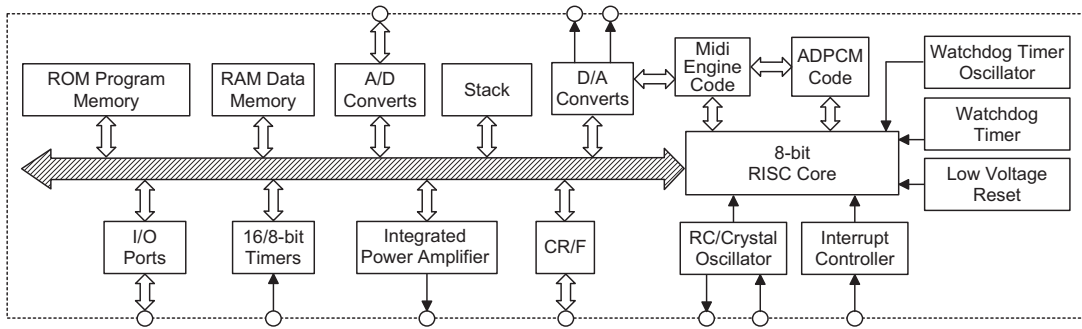 ROM Program
Memory
RAM Data
Memory
A/D
Converts
Stack
D/A
Converts
Midi
Engine
Code
ADPCM
Code
Watchdog Timer
Oscillator
Watchdog
Timer
Low Voltage
Reset
8-bit
RISC Core
I/O
Ports
16/8-bit
Timers
Integrated
Power Amplifier
CR/F
RC/Crystal
Oscillator
Interrupt
Controller